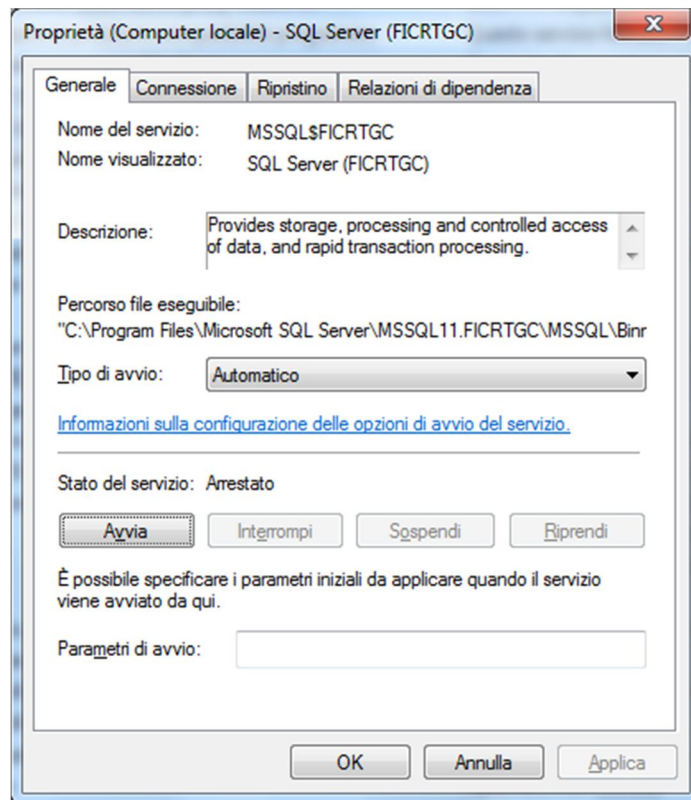 Proprietà (Computer locale) - SQL Server (FICRTGC)
Generale Connessione Ripristino Relazioni di dipendenza
Nome del servizio: MSSQL$FICRTGC
Nome visualizzato: SQL Server (FICRTGC)
Descrizione: Provides storage, processing and controlled access
of data, and rapid transaction processing.
Percorso file eseguibile:
"C:\Program Files\Microsoft SQL Server\MSSQL11.FICRTGC\MSSQL\Binr
Tipo di avvio: Automatico
Informazioni sulla configurazione delle opzioni di avvio del servizio.
Stato del servizio: Arrestato
Avvia Interrompi Sospendi Riprendi
È possibile specificare i parametri iniziali da applicare quando il servizio
viene avviato da qui.
Parametri di avvio:
OK Annulla Applica